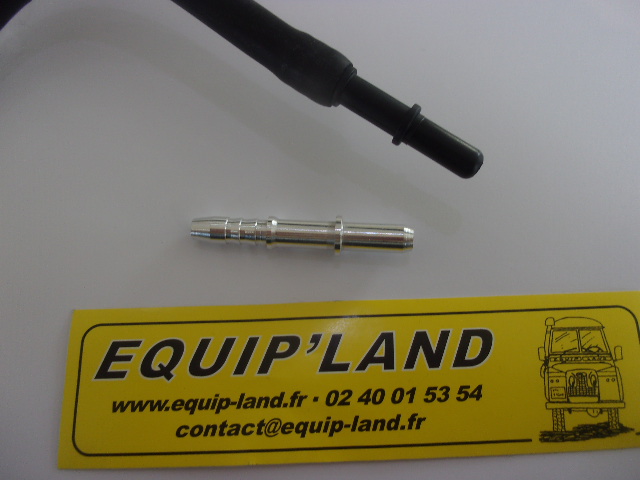 EQUIP'LAND
www.equip-land.fr · 02 40 01 53 54
contact@equip-land.fr